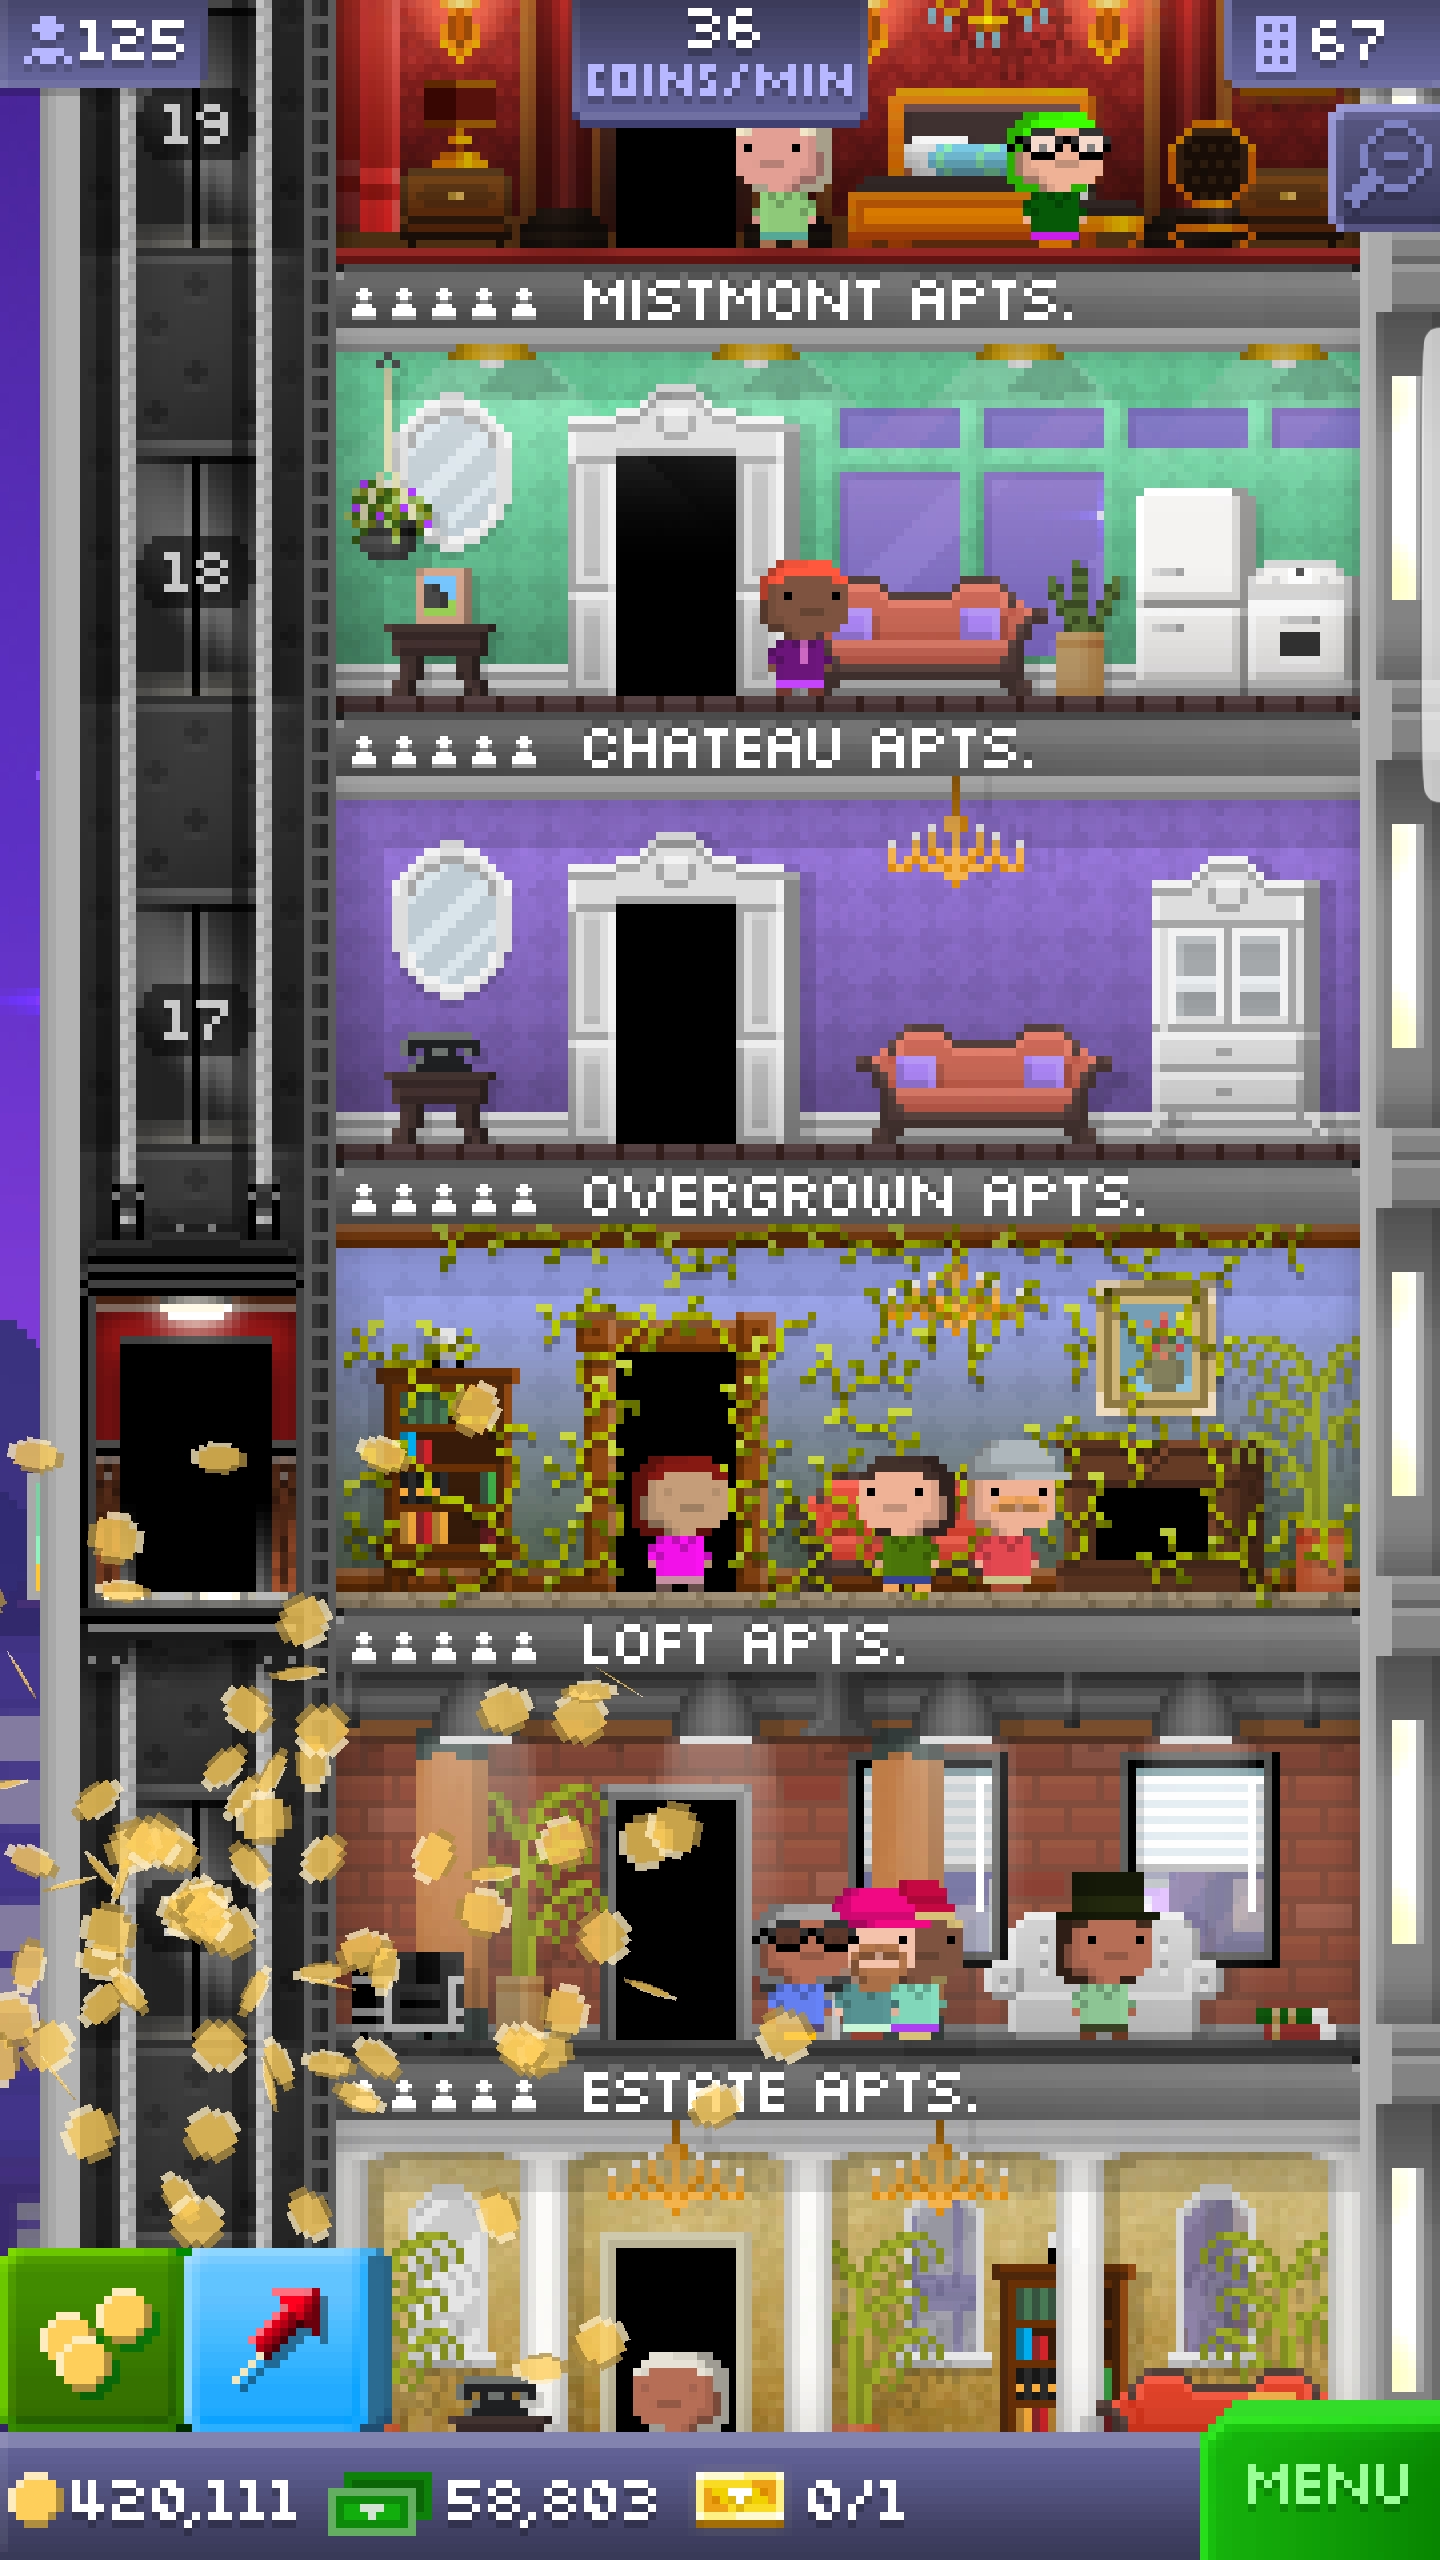 125
36
COINS/MIN
67
19
MISTMONT APTS.
18
CHATEAU APTS.
17
OVERGROWN APTS.
LOFT APTS.
ESTATE APTS.
420,111
58,803
0/1
MENU